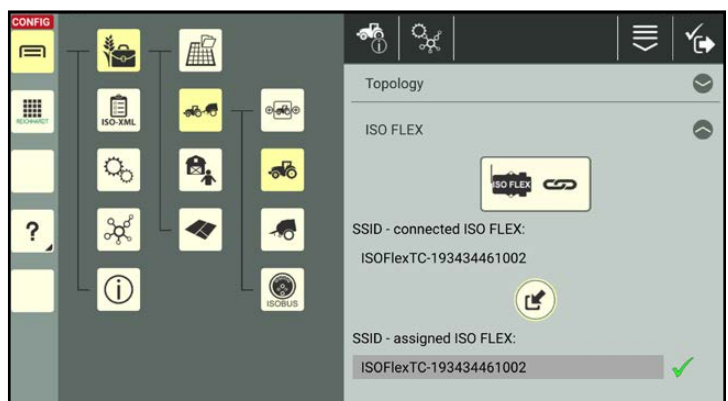 CONFIG
REICHHARDT
ISO-XML
?
ISOBUS
Topology
ISO FLEX
ISO FLEX
SSID - connected ISO FLEX:
ISOFlexTC-193434461002
SSID - assigned ISO FLEX:
ISOFlexTC-193434461002